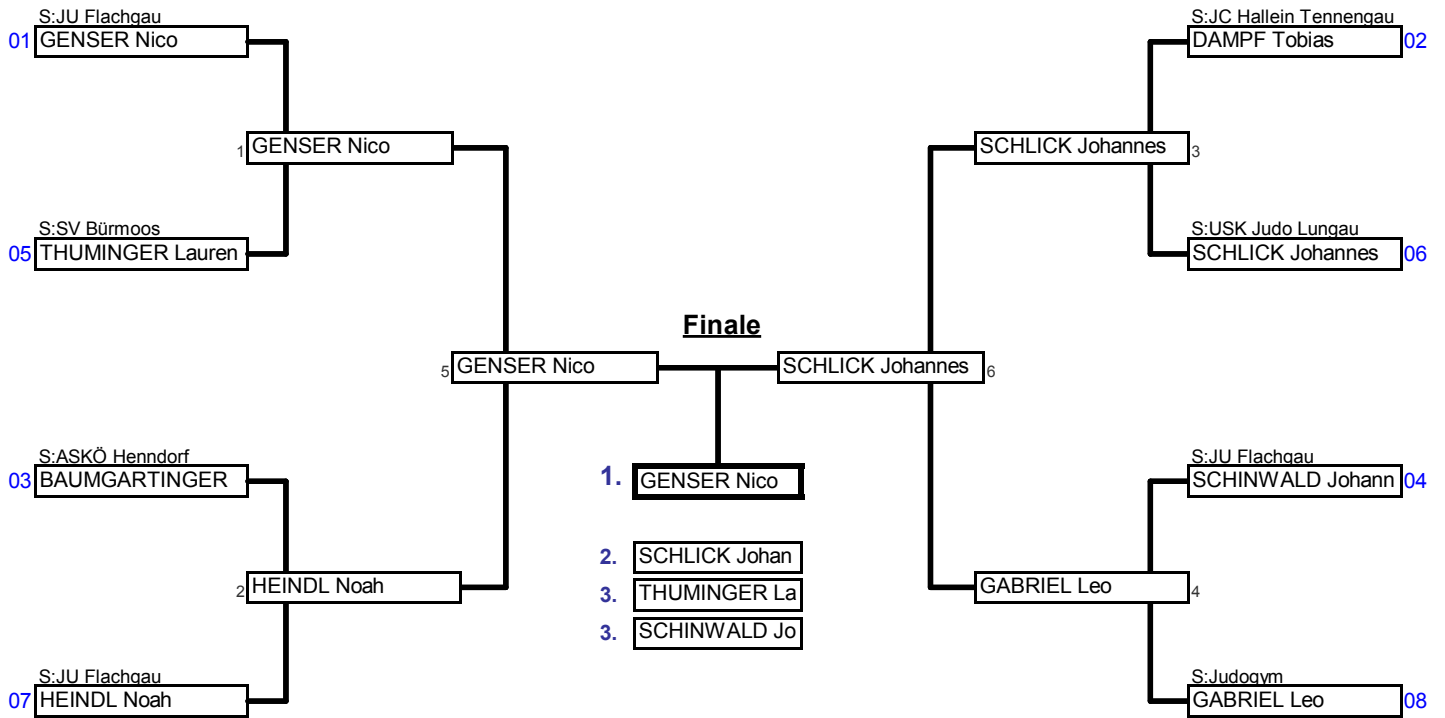 S:JU Flachgau
01 GENSER Nico
S:JC Hallein Tennengau
DAMPF Tobias 02
1 GENSER Nico
SCHLICK Johannes 3
S:SV Bürmoos
05 THUMINGER Lauren
S:USK Judo Lungau
SCHLICK Johannes 06
Finale
5 GENSER Nico
SCHLICK Johannes 6
S:ASKÖ Henndorf
03 BAUMGARTINGER
S:JU Flachgau
SCHINWALD Johann 04
1. GENSER Nico
2. SCHLICK Johan
3. THUMINGER La
3. SCHINWALD Jo
2 HEINDL Noah
GABRIEL Leo 4
S:JU Flachgau
07 HEINDL Noah
S:Judogym
GABRIEL Leo 08